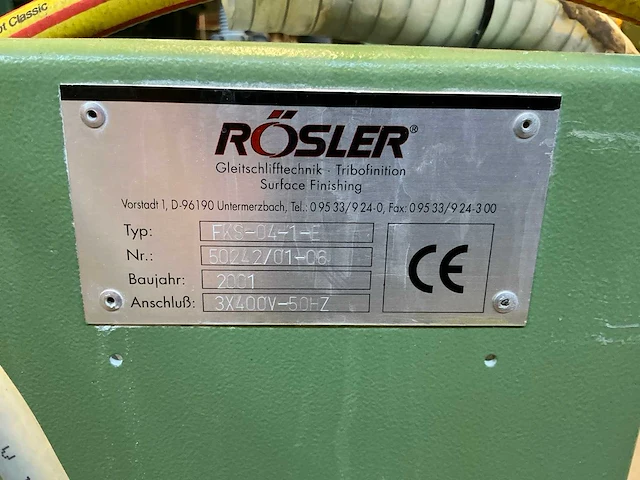 ot Classic
RÖSLER®
Gleitschlifftechnik · Tribofinition
Surface Finishing
Vorstadt 1, D-96190 Untermerzbach, Tel.: 0 95 33/9 24-0, Fax: 0 95 33/9 24-3 00
Typ: FKS-04-1-E
Nr.: 50242/01-06
Baujahr: 2001
Anschluß: 3X400V-50HZ
CE